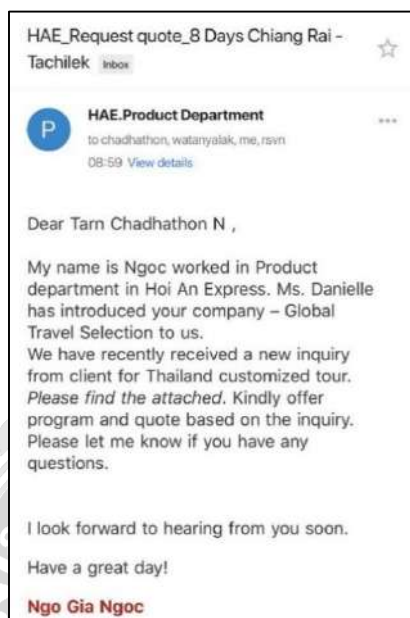 HAE_Request quote_8 Days Chiang Rai -
Tachilek Inbox
P
HAE.Product Department
to chadhathon, watanyalak, me, rsvn
08:59 View details
Dear Tarn Chadhathon N ,
My name is Ngoc worked in Product
department in Hoi An Express. Ms. Danielle
has introduced your company – Global
Travel Selection to us.
We have recently received a new inquiry
from client for Thailand customized tour.
Please find the attached. Kindly offer
program and quote based on the inquiry.
Please let me know if you have any
questions.
I look forward to hearing from you soon.
Have a great day!
Ngo Gia Ngoc